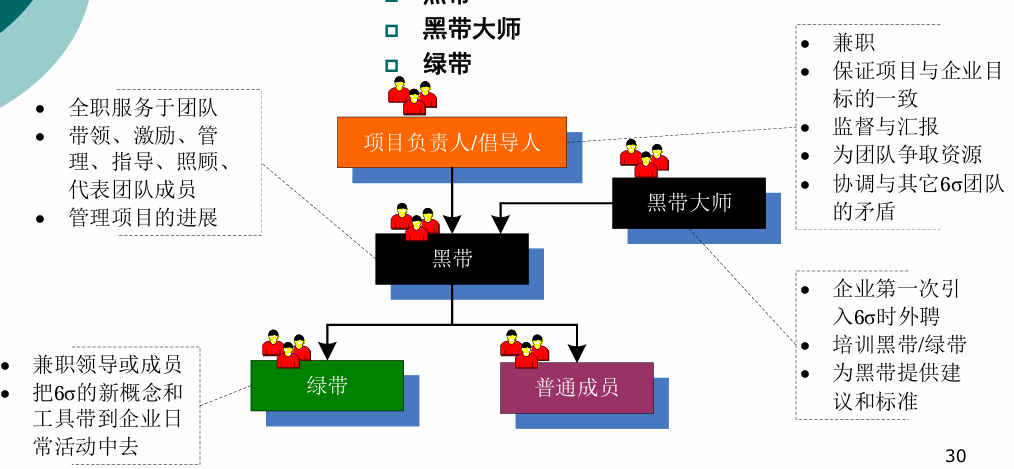 黑带
黑带大师
绿带
全职服务于团队
带领、激励、管
理、指导、照顾、
代表团队成员
管理项目的进展
项目负责人/倡导人
兼职
保证项目与企业目
标的一致
监督与汇报
为团队争取资源
协调与其它6σ团队
的矛盾
黑带大师
黑带
企业第一次引
入6σ时外聘
培训黑带/绿带
为黑带提供建
议和标准
兼职领导或成员
把6σ的新概念和
工具带到企业日
常活动中去
绿带
普通成员
30